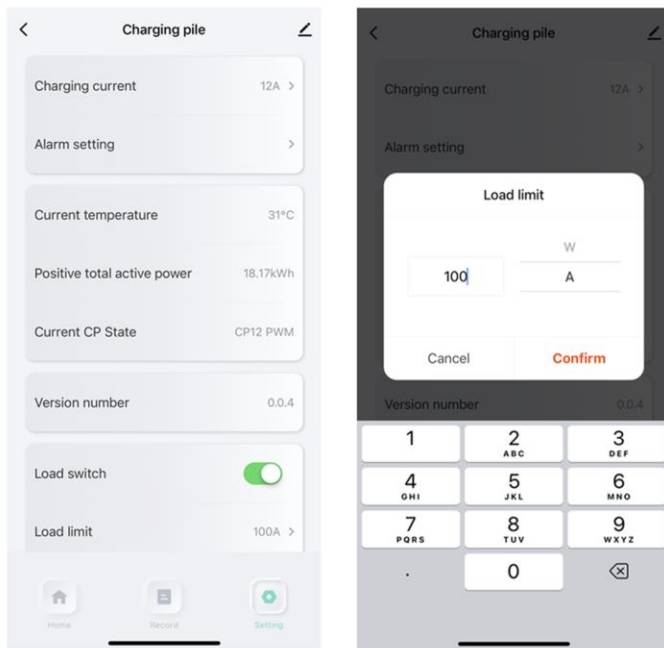 Charging pile
Charging current 12A
Alarm setting
Current temperature 31°C
Positive total active power 18.17kWh
Current CP State CP12 PWM
Version number 0.0.4
Load switch
Load limit 100A
Home Record Setting
Charging pile
Charging current 12A
Alarm setting
Load limit
W
100 A
Cancel Confirm
Version number 0.0.4
1 2 3
ABC DEF
4 5 6
GHI JKL MNO
7 8 9
PQRS TUV WXYZ
. 0